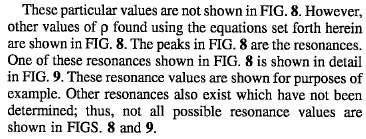 These particular values are not shown in FIG. 8. However,
other values of ρ found using the equations set forth herein
are shown in FIG. 8. The peaks in FIG. 8 are the resonances.
One of these resonances shown in FIG. 8 is shown in detail
in FIG. 9. These resonance values are shown for purposes of
example. Other resonances also exist which have not been
determined; thus, not all possible resonance values are
shown in FIGS. 8 and 9.